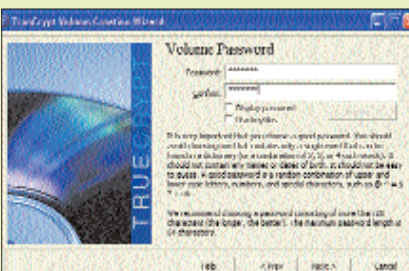 TrueCrypt Volume Creation Wizard
Volume Password
Password: *******
Confirm: *******
Display password
Use keyfiles
TRUECRYPT
It is very important that you choose a good password. You should
avoid choosing one that contains only a single word that can be
found in a dictionary (or a combination of 2, 3, or 4 such words). It
should not contain any names or dates of birth. It should not be easy
to guess. A good password is a random combination of upper and
lower case letters, numbers, and special characters, such as @ ^ = $
* +
We recommend choosing a password consisting of more than 20
characters (the longer, the better). The maximum password length is
64 characters.
Help < Prev Next > Cancel